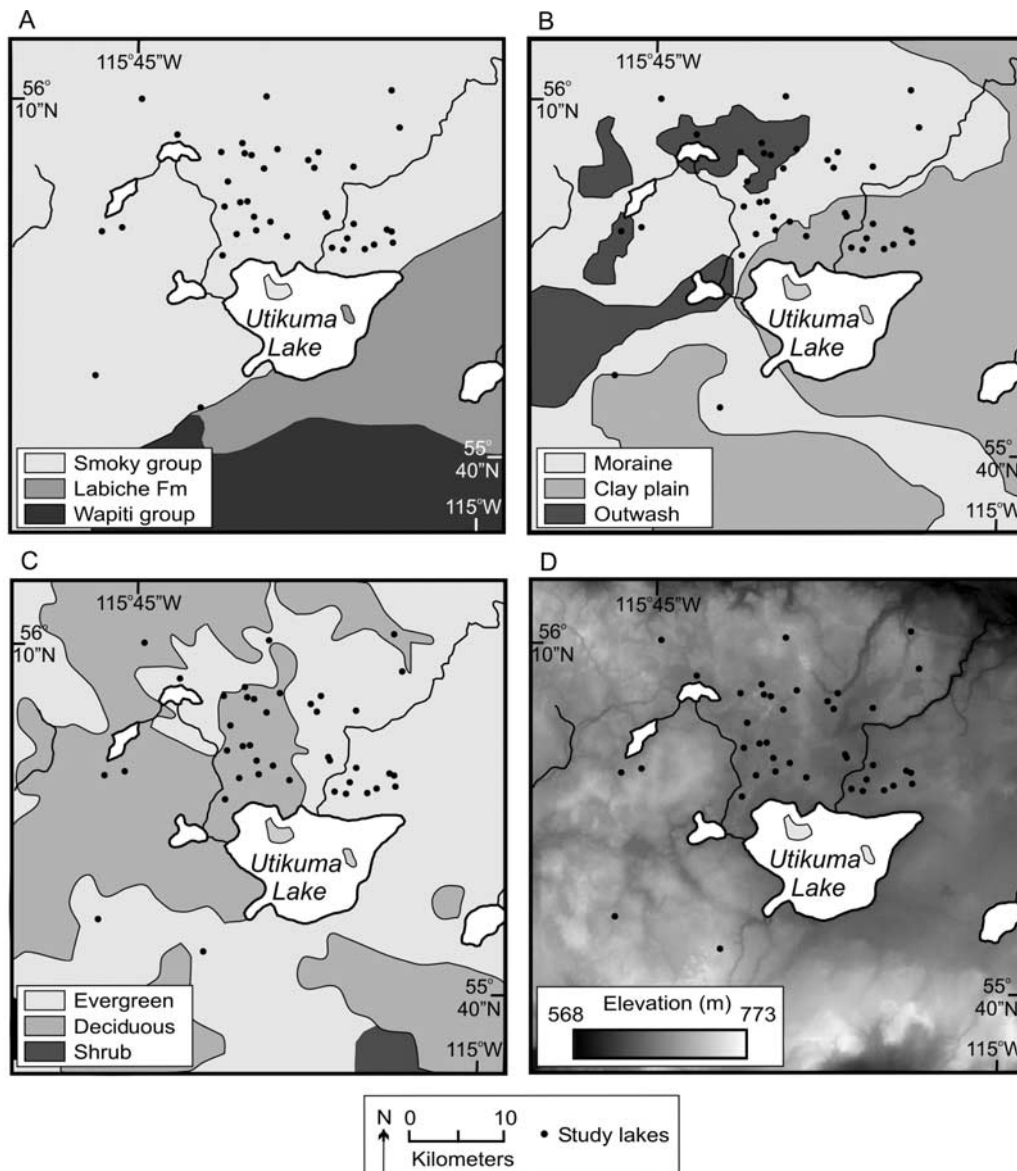 A
115°45”W
56°
10”N
Utikuma
Lake
Smoky group
Labiche Fm
Wapiti group
55°
40”N
115°W
B
115°45”W
56°
10”N
Utikuma
Lake
Moraine
Clay plain
Outwash
55°
40”N
115°W
C
115°45”W
56°
10”N
Utikuma
Lake
Evergreen
Deciduous
Shrub
55°
40”N
115°W
D
115°45”W
56°
10”N
Utikuma
Lake
Elevation (m)
568 773
55°
40”N
115°W
N 0 10
Kilometers
Study lakes